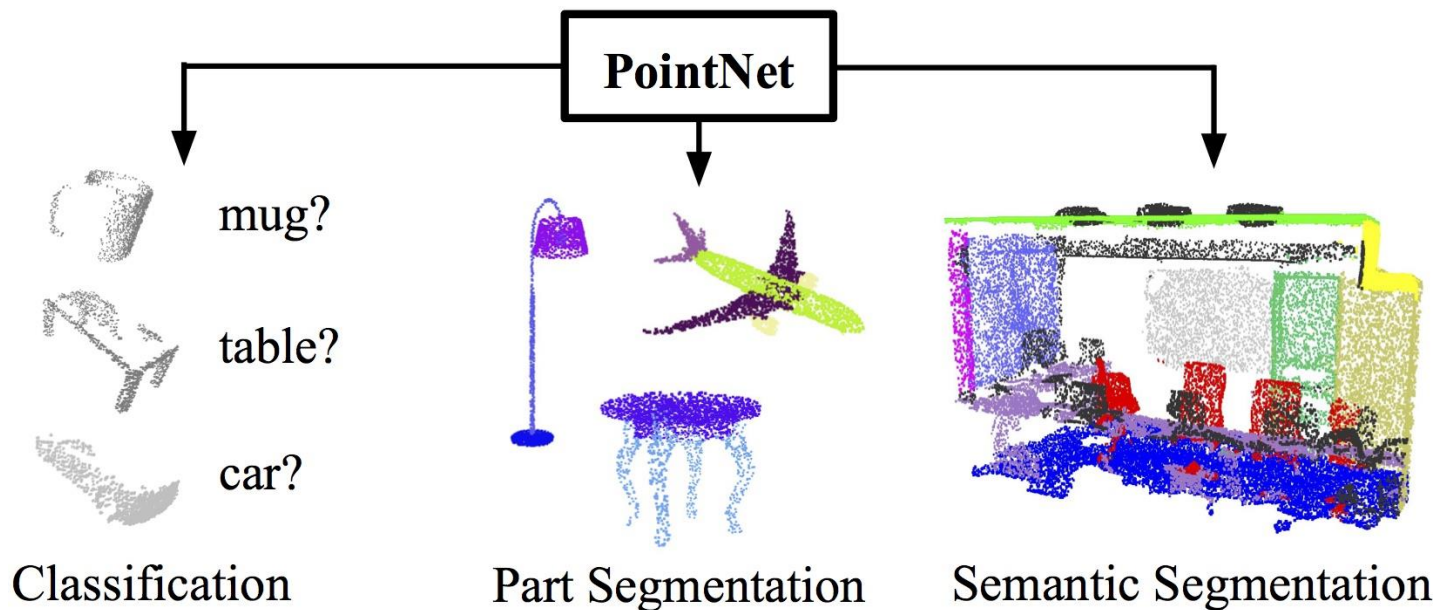 PointNet
mug?
table?
car?
Classification
Part Segmentation
Semantic Segmentation